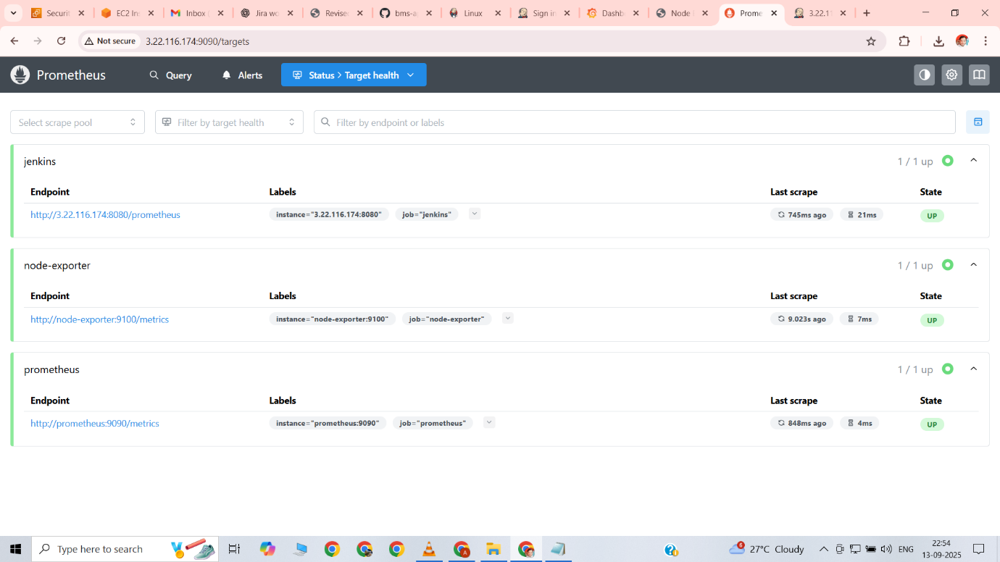 Securit
EC2 Ins
Inbox (
Jira wo
Revised
bms-a
Linux
Sign in
Dashb
Node
Prome
3.22.1
Not secure
3.22.116.174:9090/targets
Prometheus
Query
Alerts
Status > Target health
Select scrape pool
Filter by target health
Filter by endpoint or labels
jenkins
1 / 1 up
Endpoint Labels Last scrape State
http://3.22.116.174:8080/prometheus instance="3.22.116.174:8080" job="jenkins" 745ms ago 21ms UP
node-exporter
1 / 1 up
Endpoint Labels Last scrape State
http://node-exporter:9100/metrics instance="node-exporter:9100" job="node-exporter" 9.023s ago 7ms UP
prometheus
1 / 1 up
Endpoint Labels Last scrape State
http://prometheus:9090/metrics instance="prometheus:9090" job="prometheus" 848ms ago 4ms UP
Type here to search
A
6
27°C Cloudy
ENG
22:54
13-09-2025